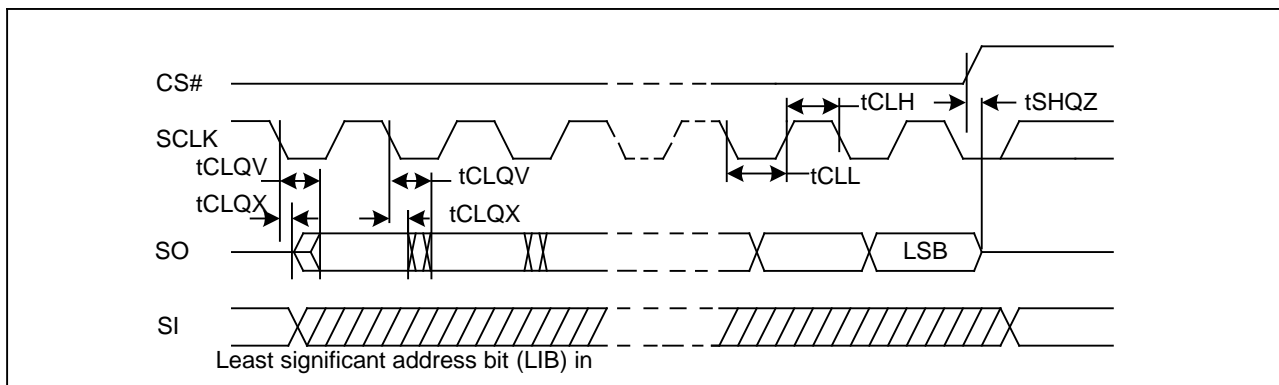 CS#
tCLH
tSHQZ
SCLK
tCLQV
tCLQV
tCLL
tCLQX
tCLQX
SO
LSB
SI
Least significant address bit (LIB) in